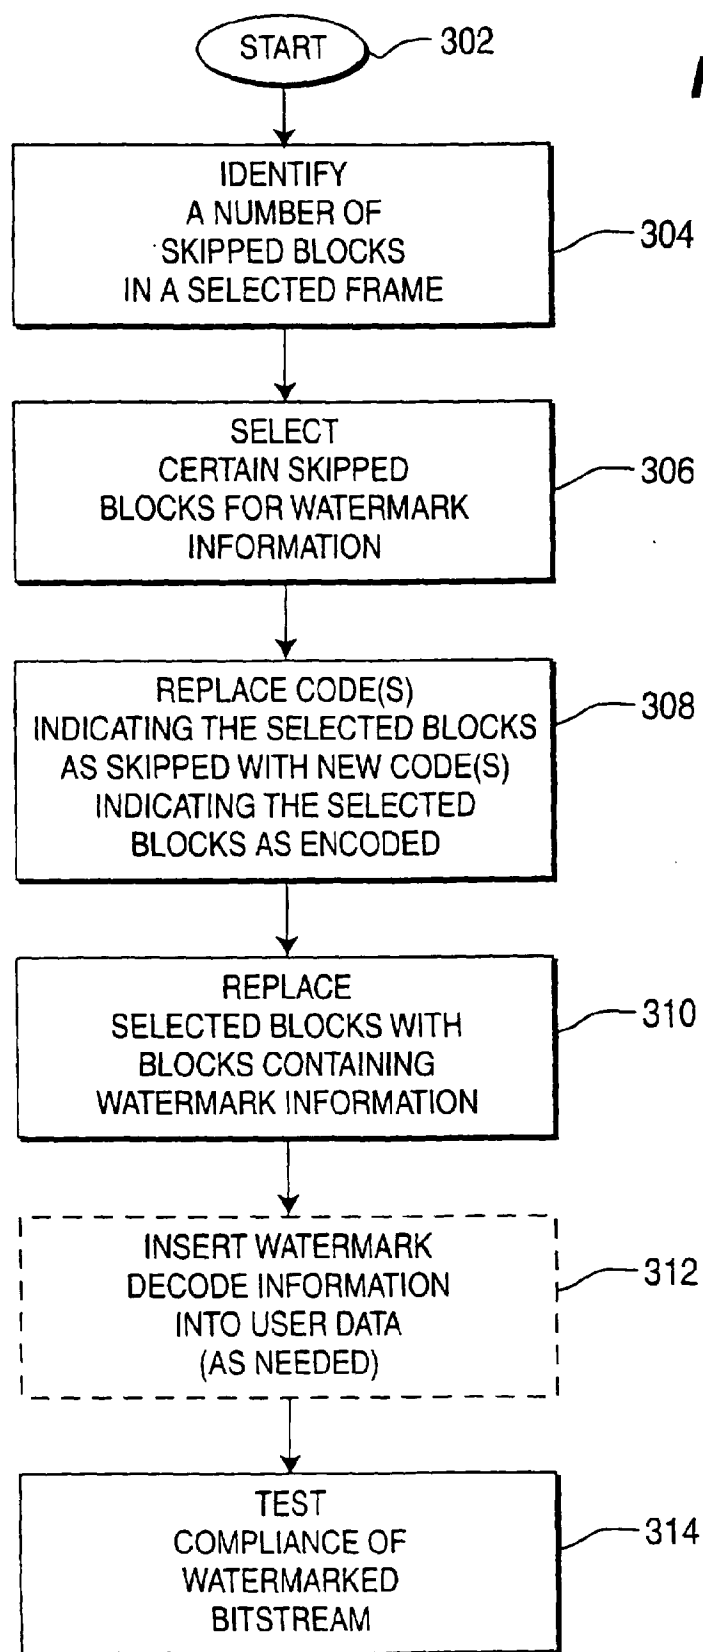 START
302
IDENTIFY
A NUMBER OF
SKIPPED BLOCKS
IN A SELECTED FRAME
304
SELECT
CERTAIN SKIPPED
BLOCKS FOR WATERMARK
INFORMATION
306
REPLACE CODE(S)
INDICATING THE SELECTED BLOCKS
AS SKIPPED WITH NEW CODE(S)
INDICATING THE SELECTED
BLOCKS AS ENCODED
308
REPLACE
SELECTED BLOCKS WITH
BLOCKS CONTAINING
WATERMARK INFORMATION
310
INSERT WATERMARK
DECODE INFORMATION
INTO USER DATA
(AS NEEDED)
312
TEST
COMPLIANCE OF
WATERMARKED
BITSTREAM
314